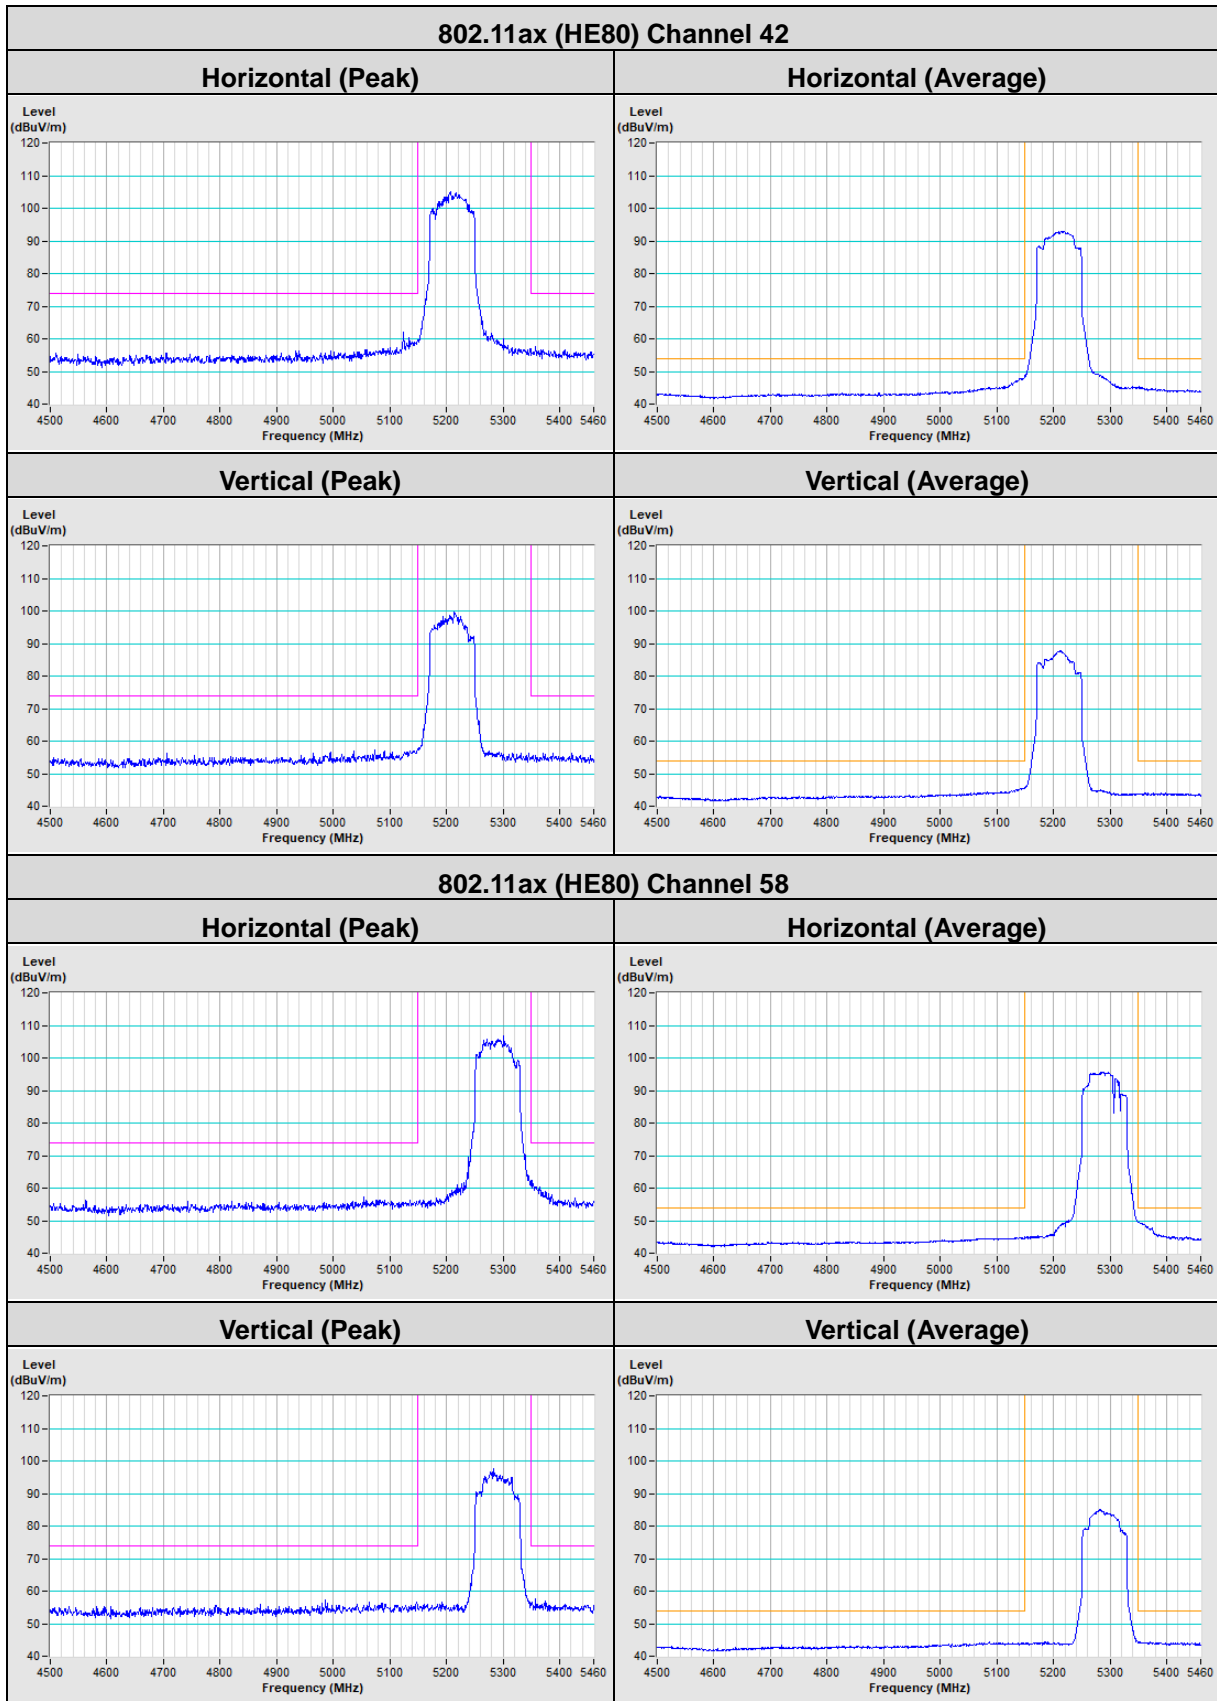 802.11ax (HE80) Channel 42
Horizontal (Peak) Horizontal (Average)
Level Level
(dBuV/m) (dBuV/m)
120 120
110 110
100 100
90 90
80 80
70 70
60 60
50 50
40 40
4500 4600 4700 4800 4900 5000 5100 5200 5300 5400 5460 4500 4600 4700 4800 4900 5000 5100 5200 5300 5400 5460
Frequency (MHz) Frequency (MHz)
Vertical (Peak) Vertical (Average)
Level Level
(dBuV/m) (dBuV/m)
120 120
110 110
100 100
90 90
80 80
70 70
60 60
50 50
40 40
4500 4600 4700 4800 4900 5000 5100 5200 5300 5400 5460 4500 4600 4700 4800 4900 5000 5100 5200 5300 5400 5460
Frequency (MHz) Frequency (MHz)
802.11ax (HE80) Channel 58
Horizontal (Peak) Horizontal (Average)
Level Level
(dBuV/m) (dBuV/m)
120 120
110 110
100 100
90 90
80 80
70 70
60 60
50 50
40 40
4500 4600 4700 4800 4900 5000 5100 5200 5300 5400 5460 4500 4600 4700 4800 4900 5000 5100 5200 5300 5400 5460
Frequency (MHz) Frequency (MHz)
Vertical (Peak) Vertical (Average)
Level Level
(dBuV/m) (dBuV/m)
120 120
110 110
100 100
90 90
80 80
70 70
60 60
50 50
40 40
4500 4600 4700 4800 4900 5000 5100 5200 5300 5400 5460 4500 4600 4700 4800 4900 5000 5100 5200 5300 5400 5460
Frequency (MHz) Frequency (MHz)